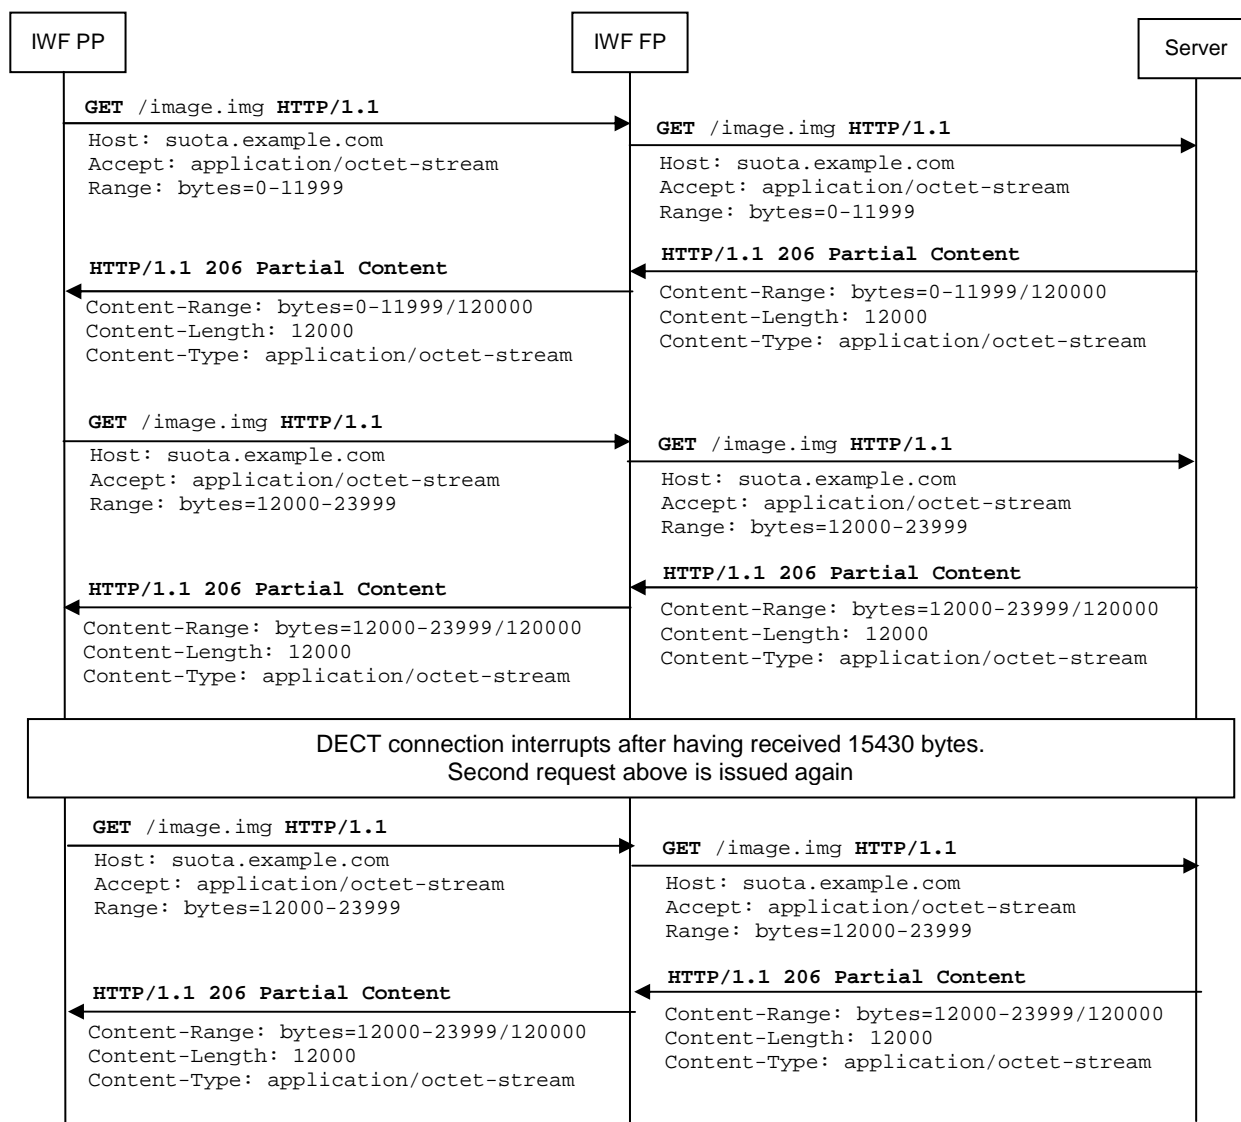 IWF PP
IWF FP
Server
GET /image.img HTTP/1.1
Host: suota.example.com
Accept: application/octet-stream
Range: bytes=0-11999
GET /image.img HTTP/1.1
Host: suota.example.com
Accept: application/octet-stream
Range: bytes=0-11999
HTTP/1.1 206 Partial Content
Content-Range: bytes=0-11999/120000
Content-Length: 12000
Content-Type: application/octet-stream
HTTP/1.1 206 Partial Content
Content-Range: bytes=0-11999/120000
Content-Length: 12000
Content-Type: application/octet-stream
GET /image.img HTTP/1.1
Host: suota.example.com
Accept: application/octet-stream
Range: bytes=12000-23999
GET /image.img HTTP/1.1
Host: suota.example.com
Accept: application/octet-stream
Range: bytes=12000-23999
HTTP/1.1 206 Partial Content
Content-Range: bytes=12000-23999/120000
Content-Length: 12000
Content-Type: application/octet-stream
HTTP/1.1 206 Partial Content
Content-Range: bytes=12000-23999/120000
Content-Length: 12000
Content-Type: application/octet-stream
DECT connection interrupts after having received 15430 bytes.
Second request above is issued again
GET /image.img HTTP/1.1
Host: suota.example.com
Accept: application/octet-stream
Range: bytes=12000-23999
GET /image.img HTTP/1.1
Host: suota.example.com
Accept: application/octet-stream
Range: bytes=12000-23999
HTTP/1.1 206 Partial Content
Content-Range: bytes=12000-23999/120000
Content-Length: 12000
Content-Type: application/octet-stream
HTTP/1.1 206 Partial Content
Content-Range: bytes=12000-23999/120000
Content-Length: 12000
Content-Type: application/octet-stream